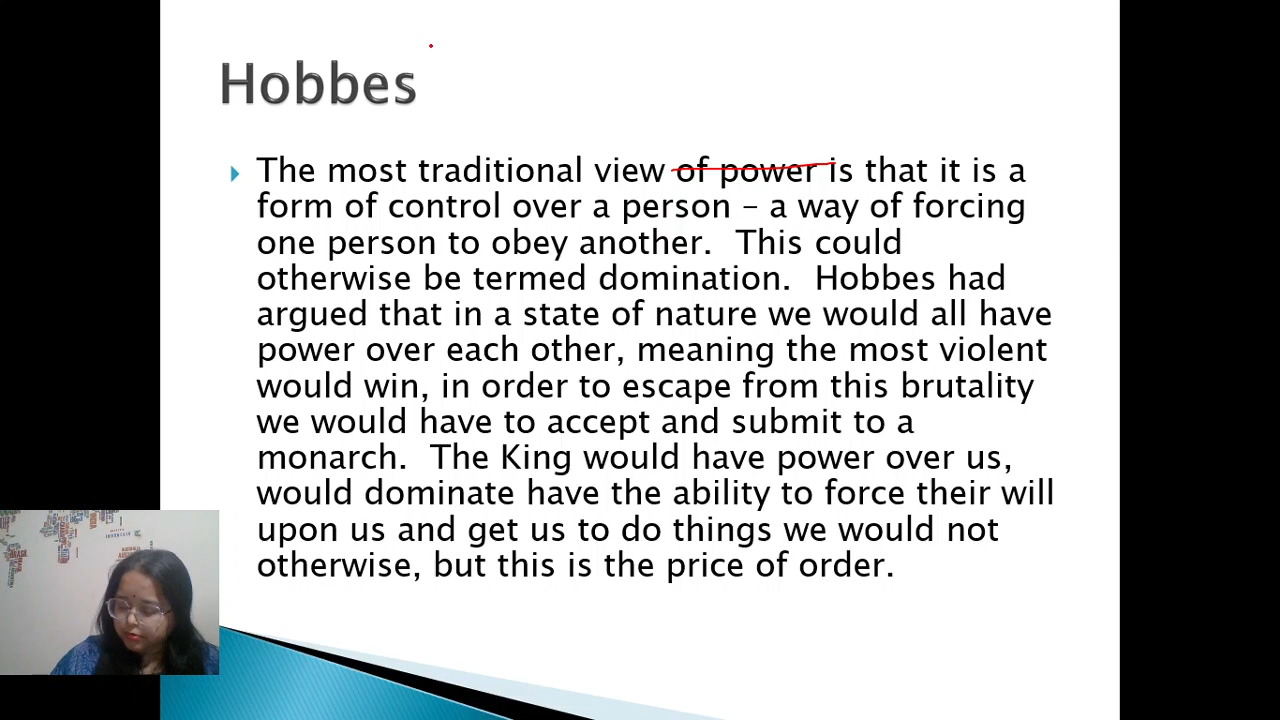 Hobbes
The most traditional view of power is that it is a
form of control over a person – a way of forcing
one person to obey another.  This could
otherwise be termed domination.  Hobbes had
argued that in a state of nature we would all have
power over each other, meaning the most violent
would win, in order to escape from this brutality
we would have to accept and submit to a
monarch.  The King would have power over us,
would dominate have the ability to force their will
upon us and get us to do things we would not
otherwise, but this is the price of order.